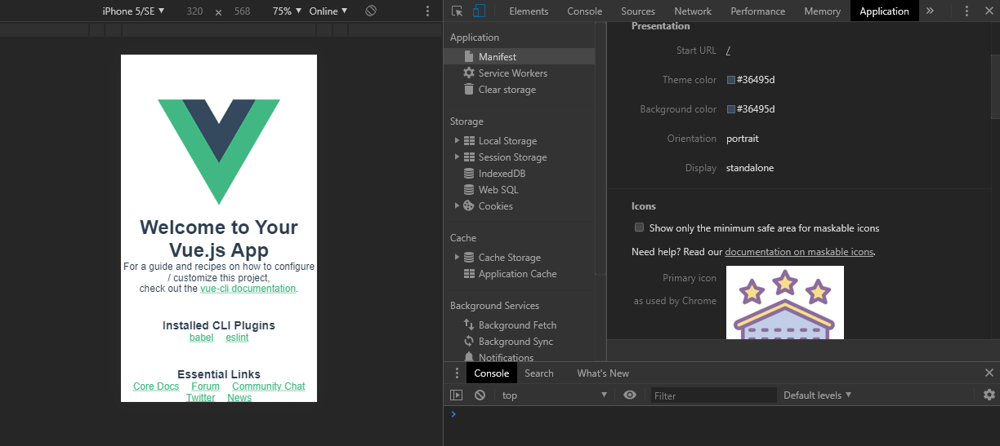 iPhone 5/SE ▼ 320 × 568 75% ▼ Online ▼
Elements Console Sources Network Performance Memory Application »
Welcome to Your
Vue.js App
For a guide and recipes on how to configure
/ customize this project,
check out the vue-cli documentation.
Installed CLI Plugins
babel eslint
Essential Links
Core Docs Forum Community Chat
Twitter News
Application
Manifest
Service Workers
Clear storage
Storage
Local Storage
Session Storage
IndexedDB
Web SQL
Cookies
Cache
Cache Storage
Application Cache
Background Services
Background Fetch
Background Sync
Notifications
Presentation
Start URL /
Theme color #36495d
Background color #36495d
Orientation portrait
Display standalone
Icons
Show only the minimum safe area for maskable icons
Need help? Read our documentation on maskable icons.
Primary icon
as used by Chrome
Console Search What's New
top ▼ Filter Default levels ▼
>